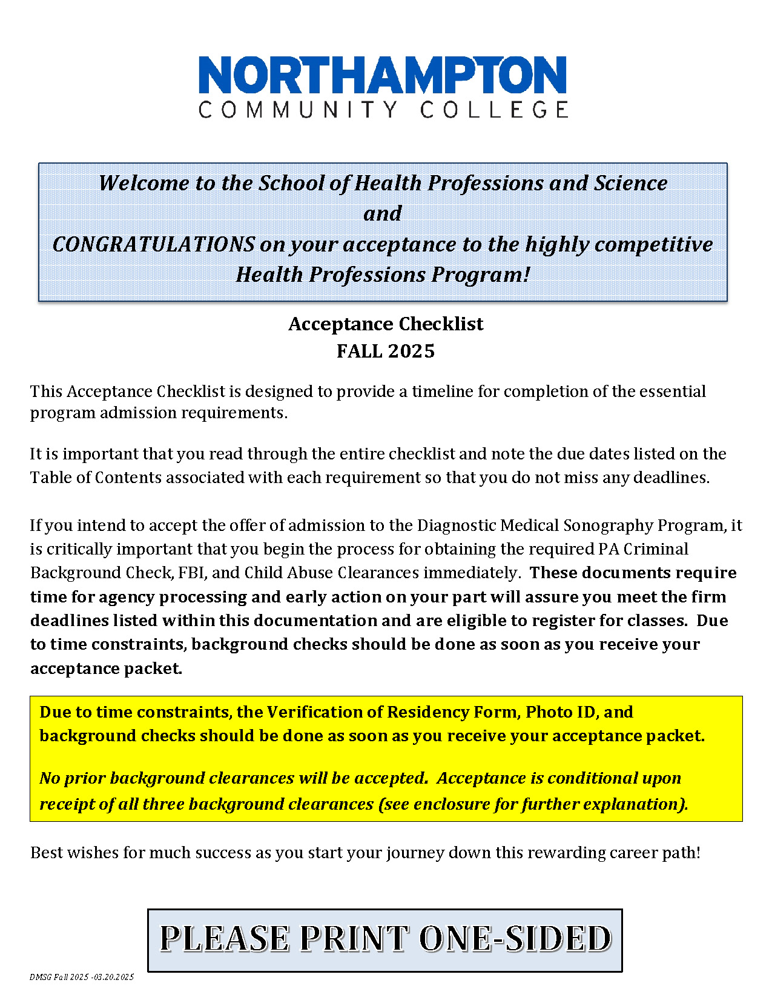 NORTHAMPTON
COMMUNITY COLLEGE
Welcome to the School of Health Professions and Science
and
CONGRATULATIONS on your acceptance to the highly competitive
Health Professions Program!
Acceptance Checklist
FALL 2025
This Acceptance Checklist is designed to provide a timeline for completion of the essential
program admission requirements.
It is important that you read through the entire checklist and note the due dates listed on the
Table of Contents associated with each requirement so that you do not miss any deadlines.
If you intend to accept the offer of admission to the Diagnostic Medical Sonography Program, it
is critically important that you begin the process for obtaining the required PA Criminal
Background Check, FBI, and Child Abuse Clearances immediately.  These documents require
time for agency processing and early action on your part will assure you meet the firm
deadlines listed within this documentation and are eligible to register for classes.  Due
to time constraints, background checks should be done as soon as you receive your
acceptance packet.
Due to time constraints, the Verification of Residency Form, Photo ID, and
background checks should be done as soon as you receive your acceptance packet.
No prior background clearances will be accepted.  Acceptance is conditional upon
receipt of all three background clearances (see enclosure for further explanation).
Best wishes for much success as you start your journey down this rewarding career path!
PLEASE PRINT ONE-SIDED
DMSG Fall 2025 -03.20.2025